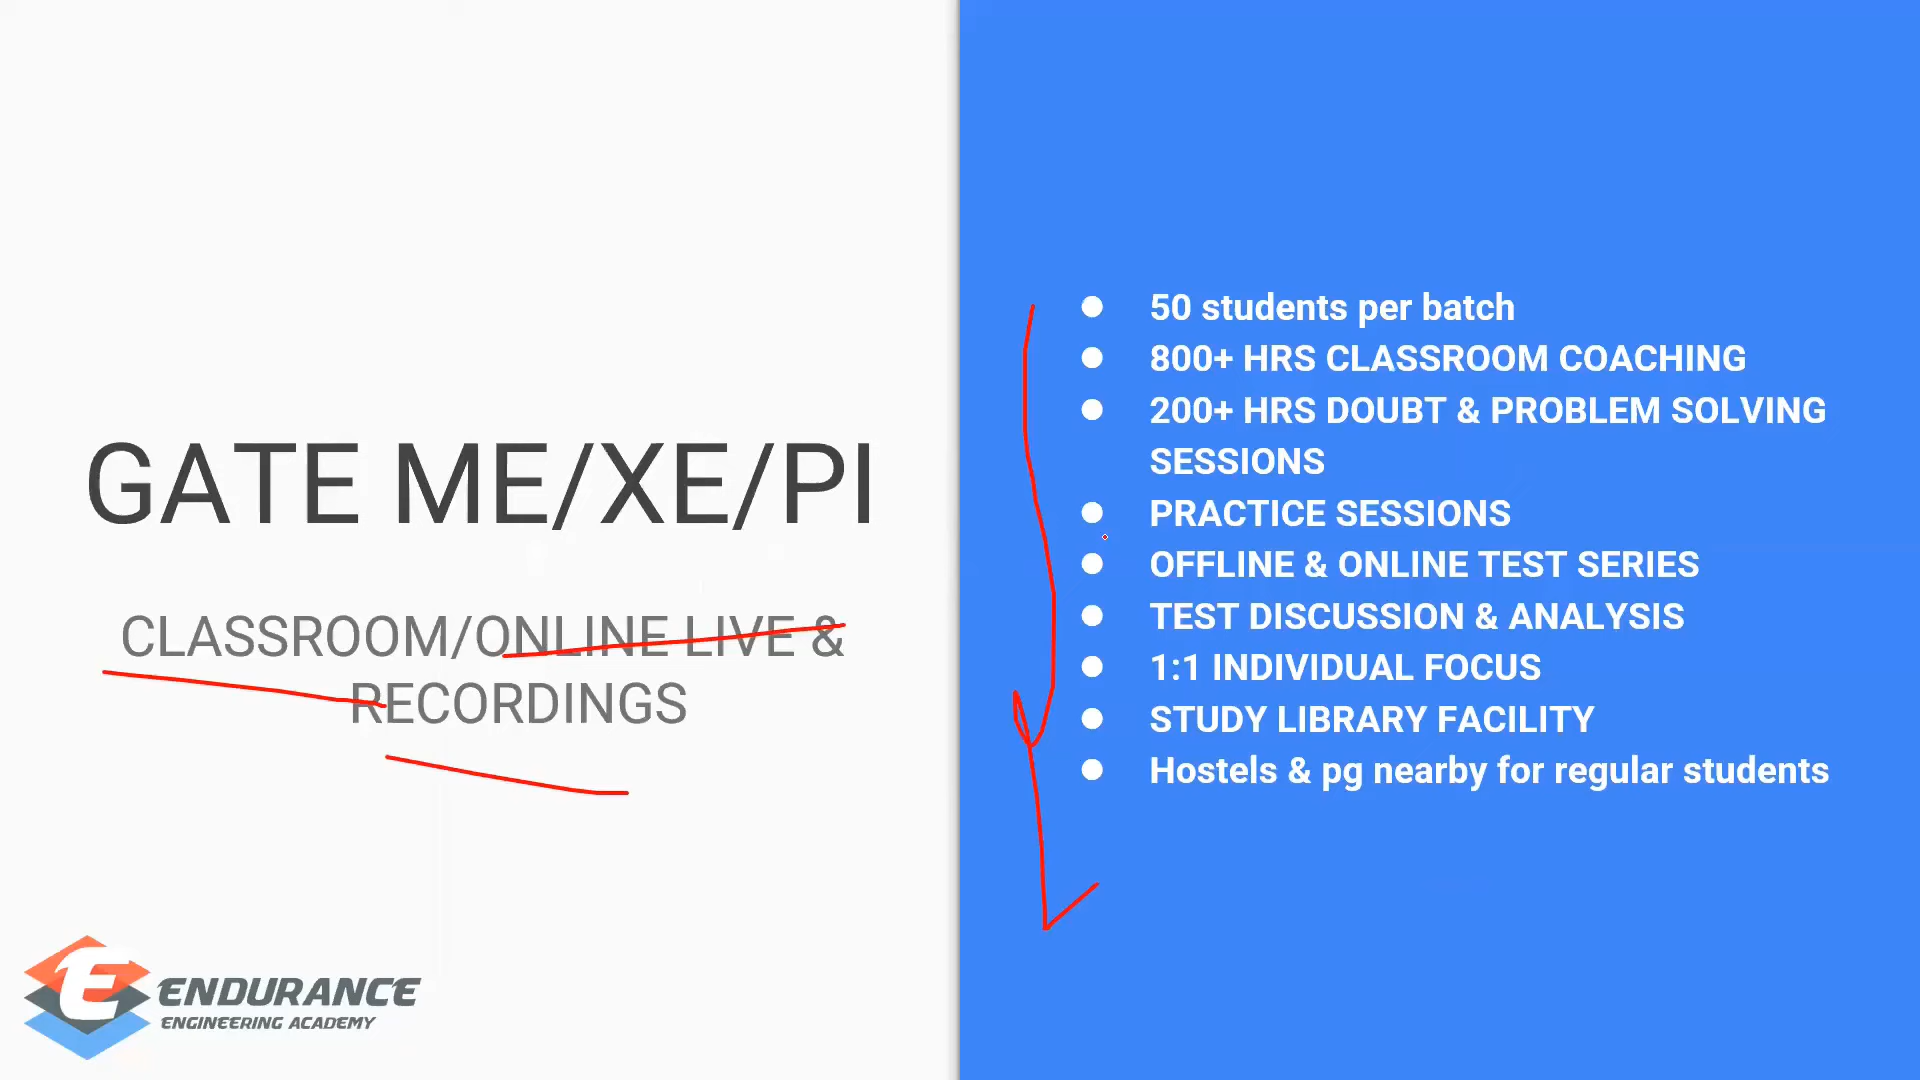 GATE ME/XE/PI
CLASSROOM/ONLINE LIVE &
RECORDINGS
ENDURANCE
ENGINEERING ACADEMY
50 students per batch
800+ HRS CLASSROOM COACHING
200+ HRS DOUBT & PROBLEM SOLVING
SESSIONS
PRACTICE SESSIONS
OFFLINE & ONLINE TEST SERIES
TEST DISCUSSION & ANALYSIS
1:1 INDIVIDUAL FOCUS
STUDY LIBRARY FACILITY
Hostels & pg nearby for regular students